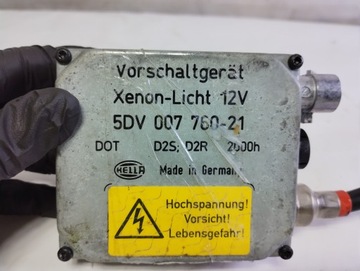 Vorschaltgerät
Xenon-Licht 12V
5DV 007 760-21
DOT D2S; D2R 2000h
HELLA Made in Germany
Hochspannung!
Vorsicht!
Lebensgefahr!